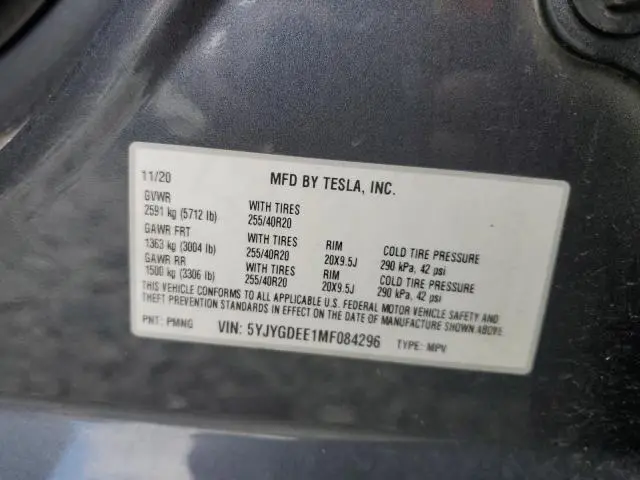 11/20 MFD BY TESLA, INC.
GVWR WITH TIRES
2591 kg (5712 lb) 255/40R20
GAWR FRT WITH TIRES RIM COLD TIRE PRESSURE
1363 kg (3004 lb) 255/40R20 20X9.5J 290 kPa, 42 psi
GAWR RR WITH TIRES RIM COLD TIRE PRESSURE
1500 kg (3306 lb) 255/40R20 20X9.5J 290 kPa, 42 psi
THIS VEHICLE CONFORMS TO ALL APPLICABLE U.S. FEDERAL MOTOR VEHICLE SAFETY AND
THEFT PREVENTION STANDARDS IN EFFECT ON THE DATE OF MANUFACTURE SHOWN ABOVE
PNT: PMNG VIN: 5YJYGDEE1MF084296 TYPE: MPV